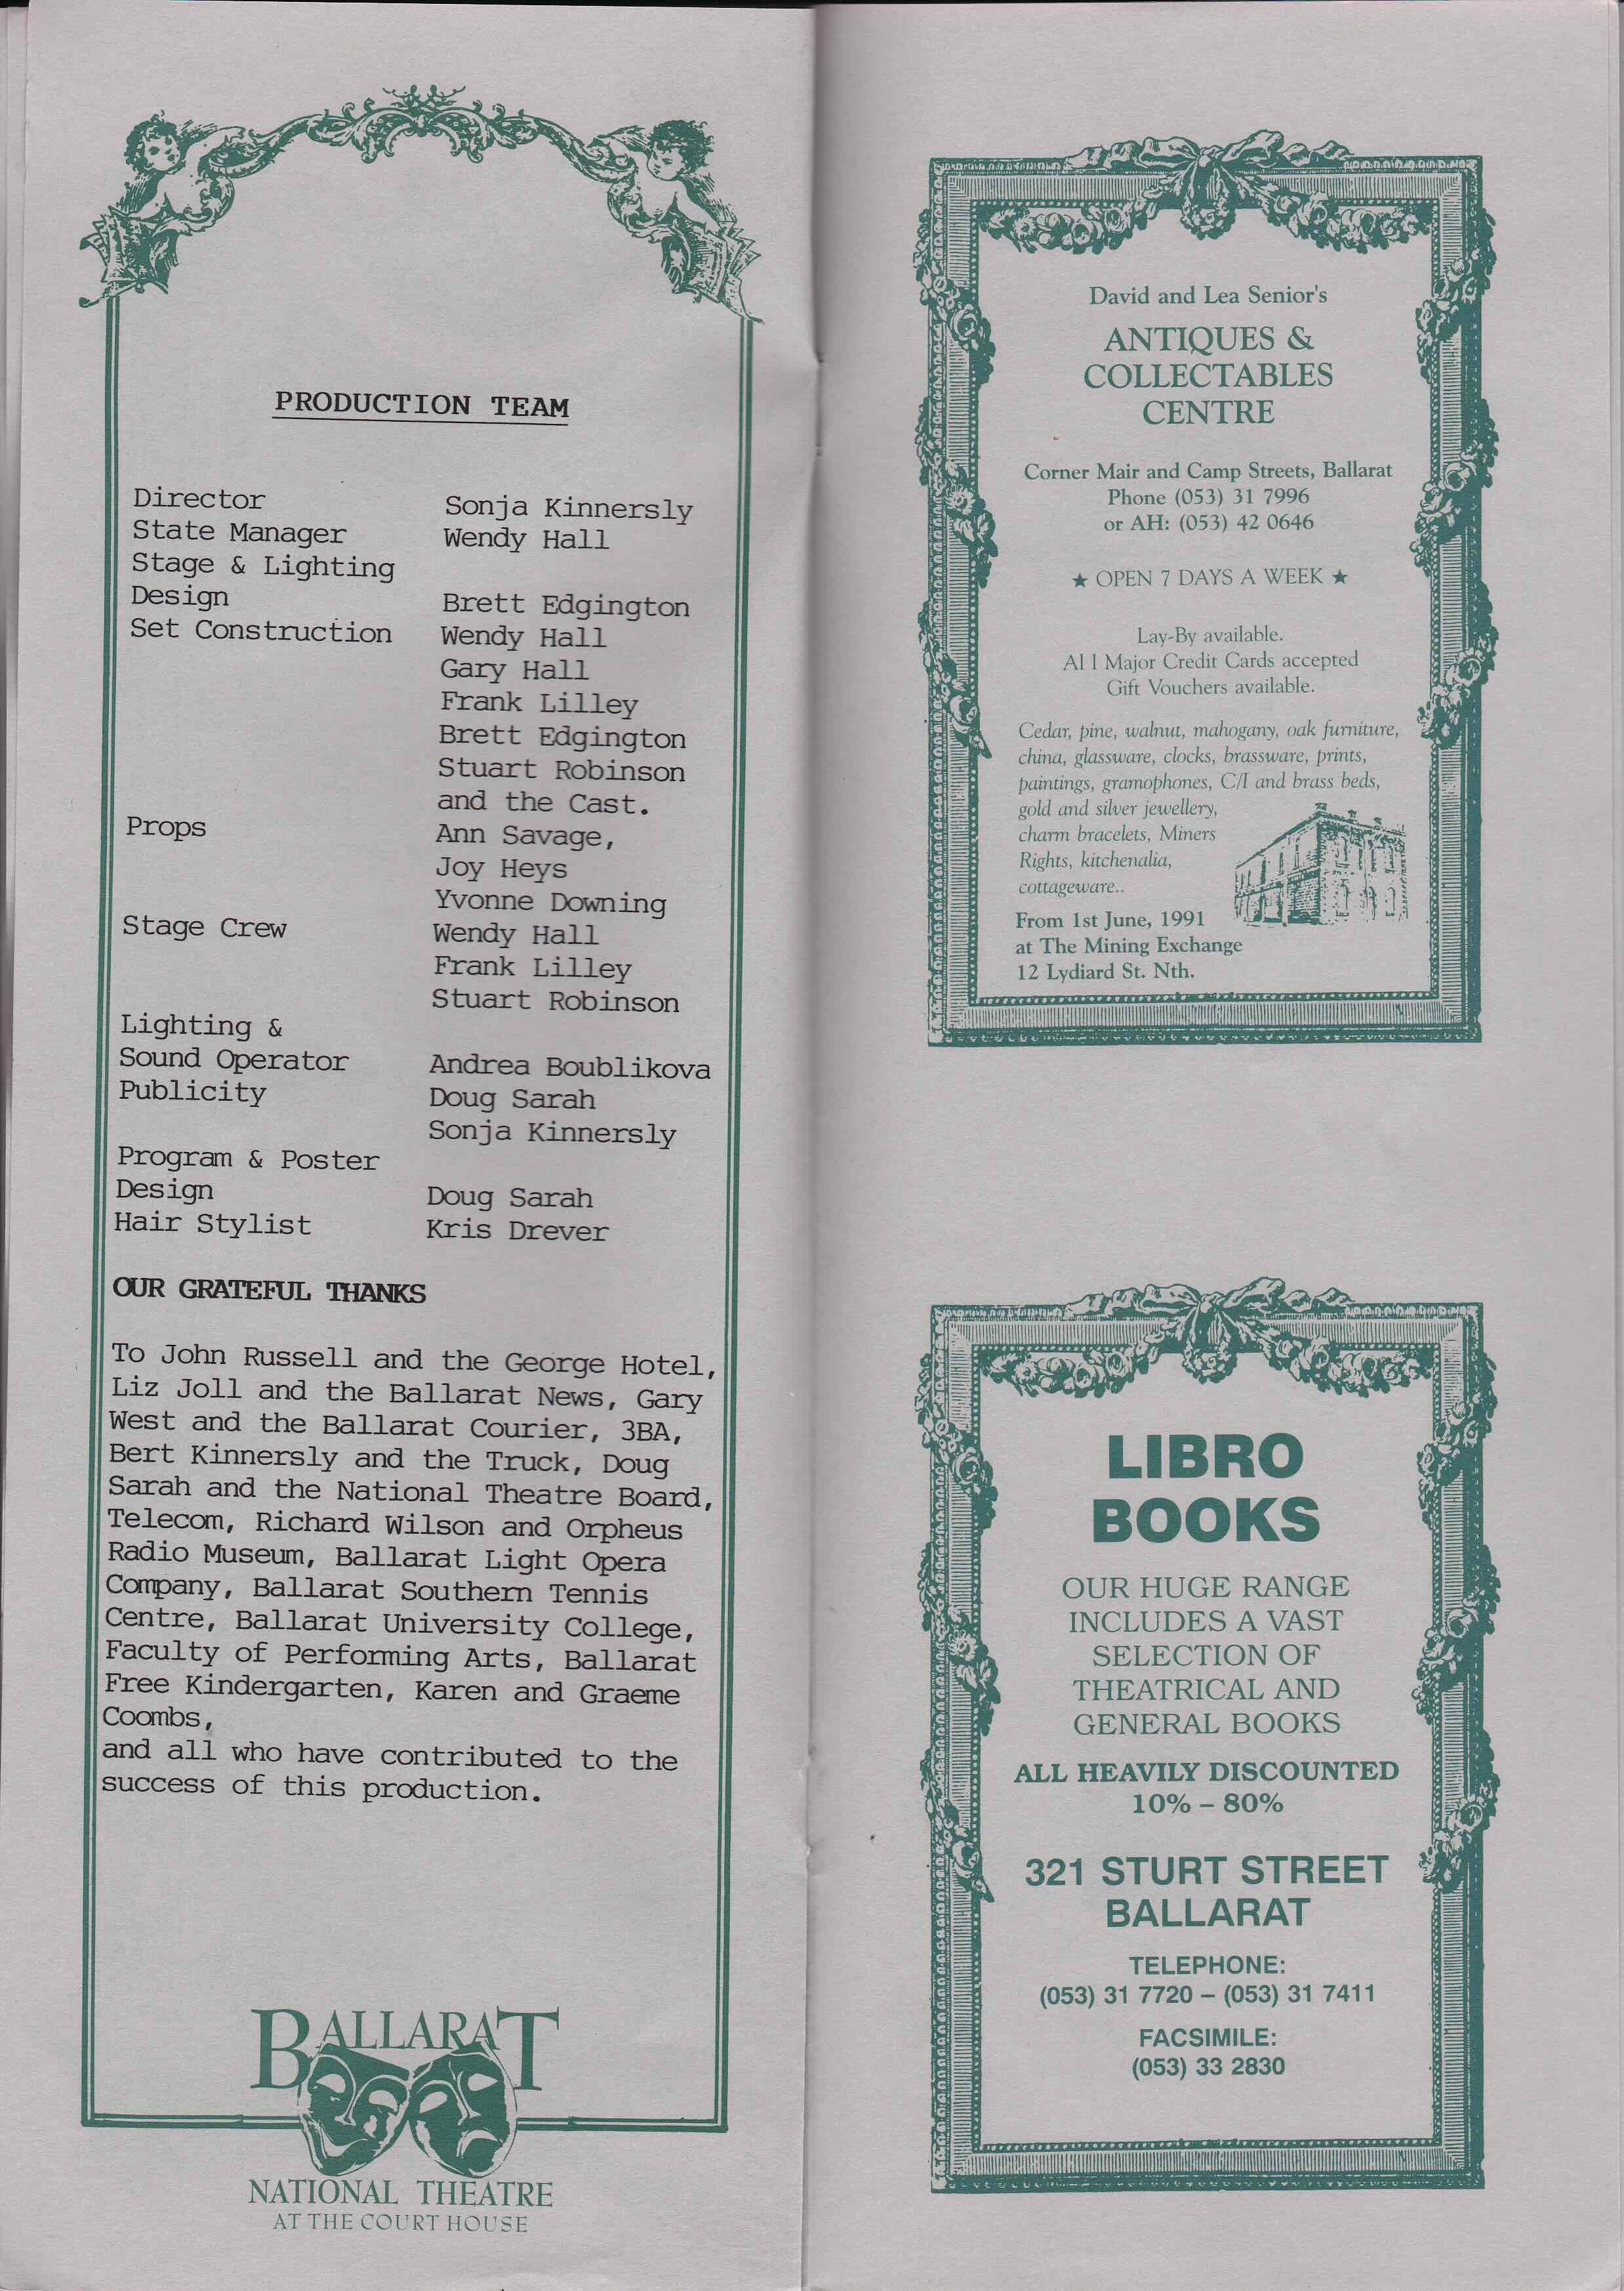 PRODUCTION TEAM
Director Sonja Kinnersly
State Manager Wendy Hall
Stage & Lighting
Design Brett Edgington
Set Construction Wendy Hall
Gary Hall
Frank Lilley
Brett Edgington
Stuart Robinson
and the Cast.
Props Ann Savage,
Joy Heys
Yvonne Downing
Stage Crew Wendy Hall
Frank Lilley
Stuart Robinson
Lighting &
Sound Operator Andrea Boublikova
Publicity Doug Sarah
Sonja Kinnersly
Program & Poster
Design Doug Sarah
Hair Stylist Kris Drever
OUR GRATEFUL THANKS
To John Russell and the George Hotel,
Liz Joll and the Ballarat News, Gary
West and the Ballarat Courier, 3BA,
Bert Kinnersly and the Truck, Doug
Sarah and the National Theatre Board,
Telecom, Richard Wilson and Orpheus
Radio Museum, Ballarat Light Opera
Company, Ballarat Southern Tennis
Centre, Ballarat University College,
Faculty of Performing Arts, Ballarat
Free Kindergarten, Karen and Graeme
Coombs,
and all who have contributed to the
success of this production.
BALLARAT
NATIONAL THEATRE
AT THE COURT HOUSE
David and Lea Senior's
ANTIQUES &
COLLECTABLES
CENTRE
Corner Mair and Camp Streets, Ballarat
Phone (053) 31 7996
or AH: (053) 42 0646
★ OPEN 7 DAYS A WEEK ★
Lay-By available.
Al l Major Credit Cards accepted
Gift Vouchers available.
Cedar, pine, walnut, mahogany, oak furniture,
china, glassware, clocks, brassware, prints,
paintings, gramophones, C/I and brass beds,
gold and silver jewellery,
charm bracelets, Miners
Rights, kitchenalia,
cottageware..
From 1st June, 1991
at The Mining Exchange
12 Lydiard St. Nth.
LIBRO
BOOKS
OUR HUGE RANGE
INCLUDES A VAST
SELECTION OF
THEATRICAL AND
GENERAL BOOKS
ALL HEAVILY DISCOUNTED
10% – 80%
321 STURT STREET
BALLARAT
TELEPHONE:
(053) 31 7720 – (053) 31 7411
FACSIMILE:
(053) 33 2830